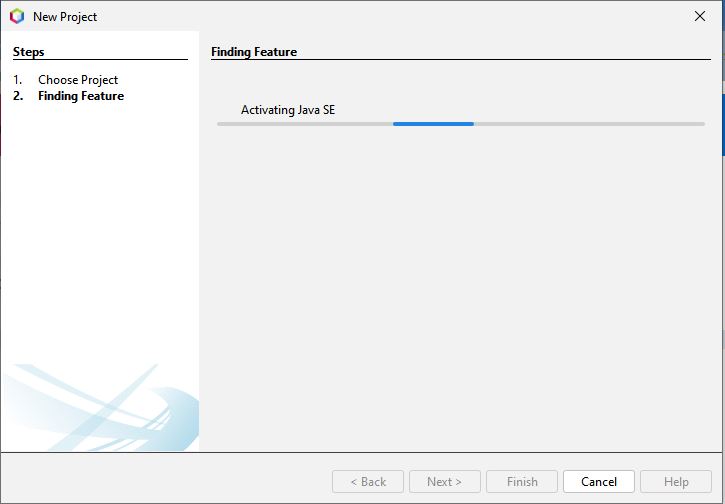 New Project
Steps
1. Choose Project
2. Finding Feature
Finding Feature
Activating Java SE
< Back
Next >
Finish
Cancel
Help